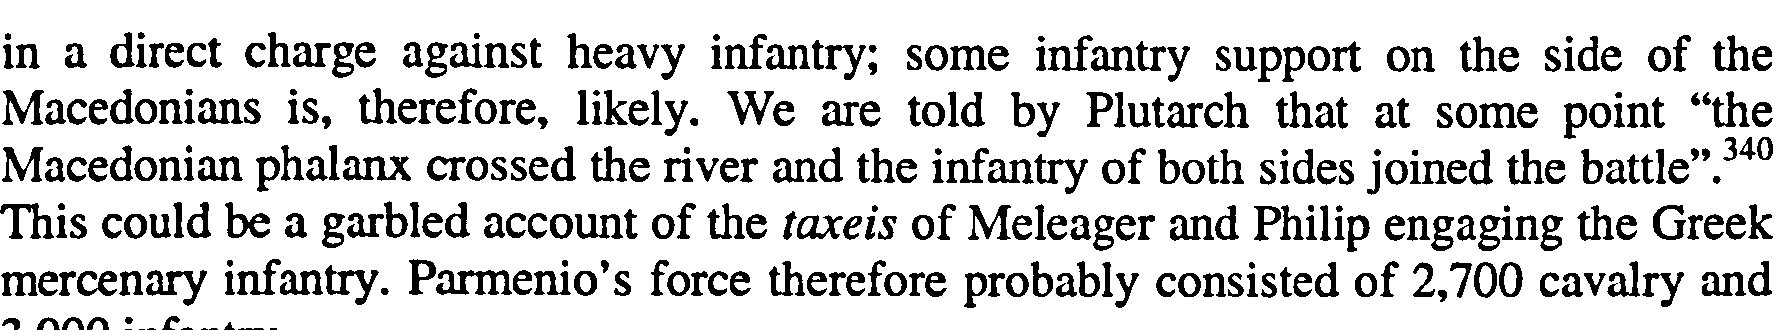 in a direct charge against heavy infantry; some infantry support on the side of the
Macedonians is, therefore, likely. We are told by Plutarch that at some point “the
Macedonian phalanx crossed the river and the infantry of both sides joined the battle”.340
This could be a garbled account of the taxeis of Meleager and Philip engaging the Greek
mercenary infantry. Parmenio’s force therefore probably consisted of 2,700 cavalry and